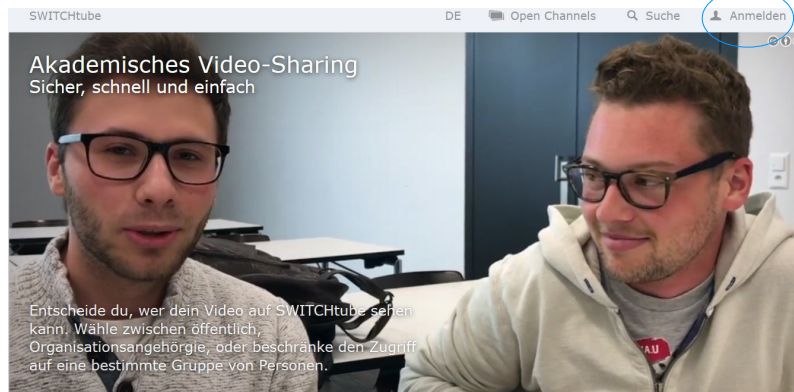 SWITCHtube DE Open Channels Suche Anmelden
Akademisches Video-Sharing
Sicher, schnell und einfach
Entscheide du, wer dein Video auf SWITCHtube sehen
kann. Wähle zwischen öffentlich,
Organisationsangehörgie, oder beschränke den Zugriff
auf eine bestimmte Gruppe von Personen.